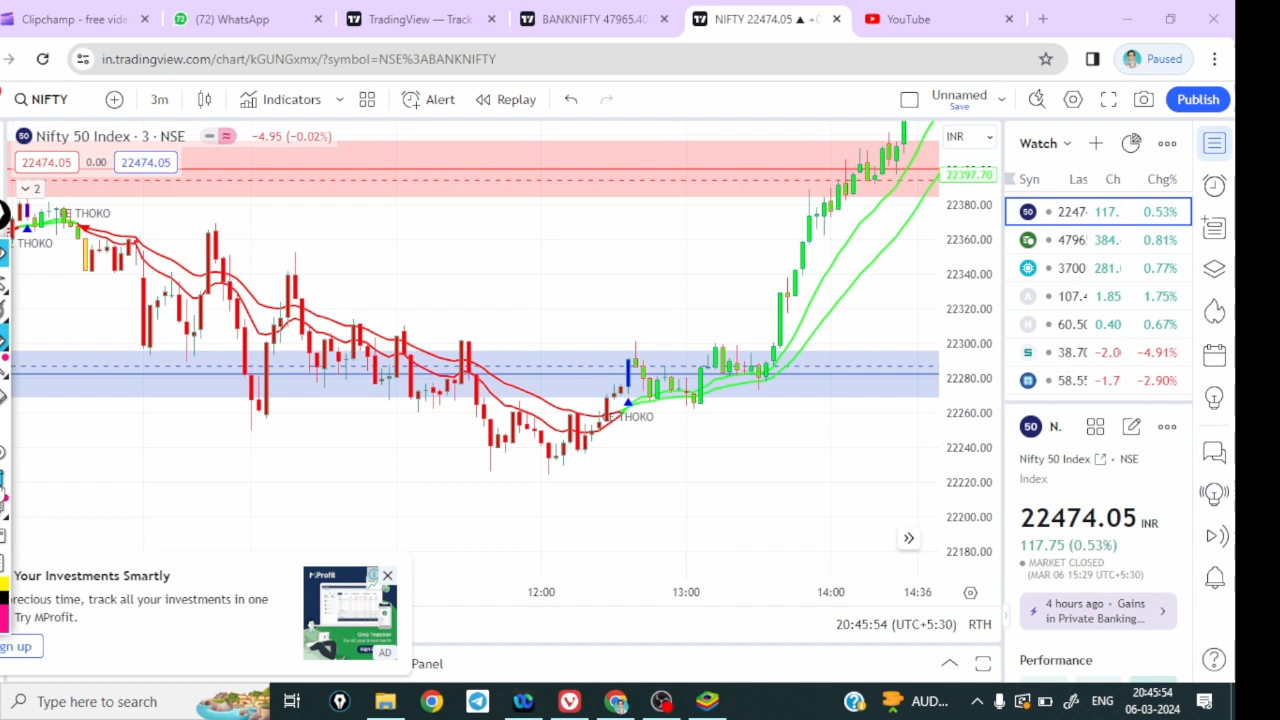 Clipchamp - free vide
(72) WhatsApp
TradingView — Track
BANKNIFTY 47965.40
NIFTY 22474.05 ▲ +0
YouTube
in.tradingview.com/chart/kGUNGxmx/?symbol=NSE%3ABANKNIFTY
Paused
NIFTY
3m
Indicators
Alert
Replay
Unnamed
Save
Publish
Nifty 50 Index · 3 · NSE
−4.95 (−0.02%)
INR
Watch
22474.05
0.00
22474.05
22397.70
2
Syn Las Ch Chg%
THOKO
THOKO
THOKO
22380.00
22360.00
22340.00
22320.00
22300.00
22280.00
22260.00
22240.00
22220.00
22200.00
22180.00
50 2247 117. 0.53%
4796 384. 0.81%
3700 281.0 0.77%
A 107.4 1.85 1.75%
H 60.50 0.40 0.67%
S 38.70 -2.0 -4.91%
58.55 -1.7 -2.90%
50 N.
Nifty 50 Index · NSE
Index
22474.05 INR
117.75 (0.53%)
MARKET CLOSED
(MAR 06 15:29 UTC+5:30)
4 hours ago · Gains
in Private Banking...
Performance
Your Investments Smartly
recious time, track all your investments in one
Try MProfit.
gn up
MProfit
AD
12:00 13:00 14:00 14:36
20:45:54 (UTC+5:30) RTH
Panel
Type here to search
AUD...
ENG
20:45:54
06-03-2024